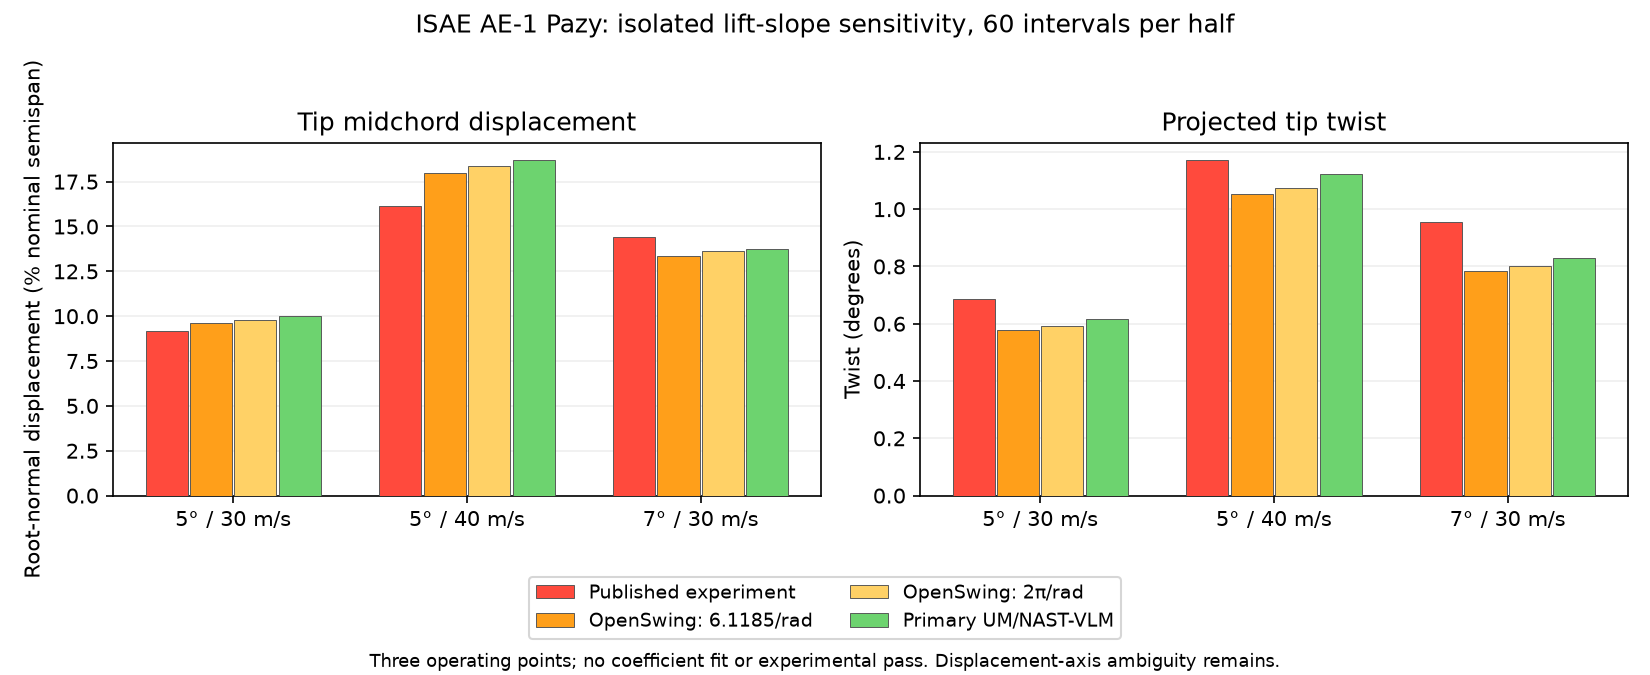 ISAE AE-1 Pazy: isolated lift-slope sensitivity, 60 intervals per half
Tip midchord displacement
Root-normal displacement (% nominal semispan)
17.5
15.0
12.5
10.0
7.5
5.0
2.5
0.0
5° / 30 m/s
5° / 40 m/s
7° / 30 m/s
Projected tip twist
Twist (degrees)
1.2
1.0
0.8
0.6
0.4
0.2
0.0
5° / 30 m/s
5° / 40 m/s
7° / 30 m/s
Published experiment
OpenSwing: 6.1185/rad
OpenSwing: 2π/rad
Primary UM/NAST-VLM
Three operating points; no coefficient fit or experimental pass. Displacement-axis ambiguity remains.